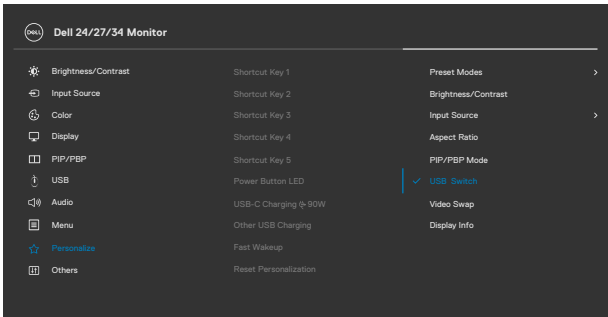 DELL Dell 24/27/34 Monitor
Brightness/Contrast
Input Source
Color
Display
PIP/PBP
USB
Audio
Menu
Personalize
Others
Shortcut Key 1
Shortcut Key 2
Shortcut Key 3
Shortcut Key 4
Shortcut Key 5
Power Button LED
USB-C Charging 90W
Other USB Charging
Fast Wakeup
Reset Personalization
Preset Modes
Brightness/Contrast
Input Source
Aspect Ratio
PIP/PBP Mode
USB Switch
Video Swap
Display Info